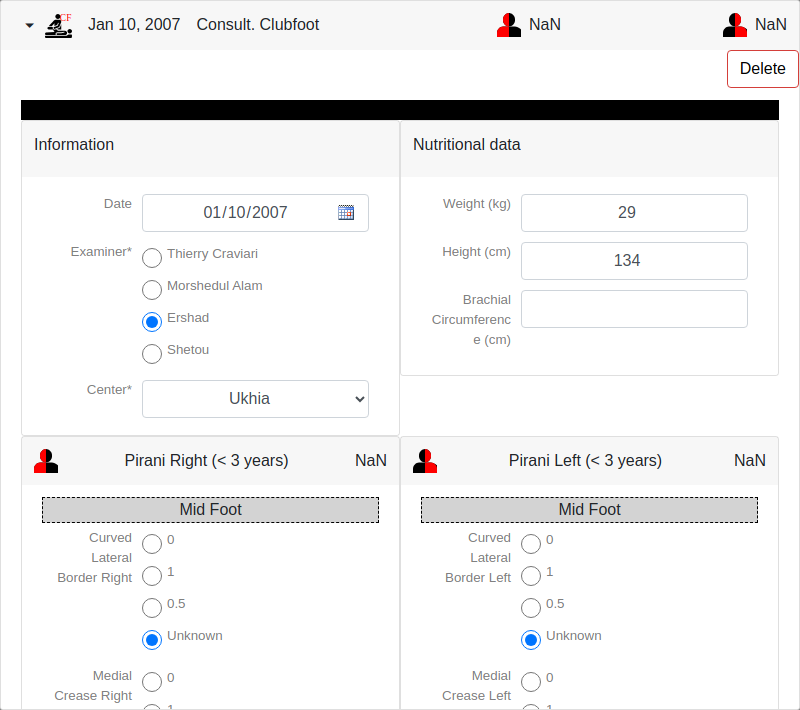 CF Jan 10, 2007 Consult. Clubfoot NaN NaN
Delete
Information
Date 01/10/2007
Examiner* Thierry Craviari
Morshedul Alam
Ershad
Shetou
Center* Ukhia
Nutritional data
Weight (kg) 29
Height (cm) 134
Brachial
Circumferenc
e (cm)
Pirani Right (< 3 years) NaN
Mid Foot
Curved
Lateral
Border Right
0
1
0.5
Unknown
Medial
Crease Right
0
1
Pirani Left (< 3 years) NaN
Mid Foot
Curved
Lateral
Border Left
0
1
0.5
Unknown
Medial
Crease Left
0
1